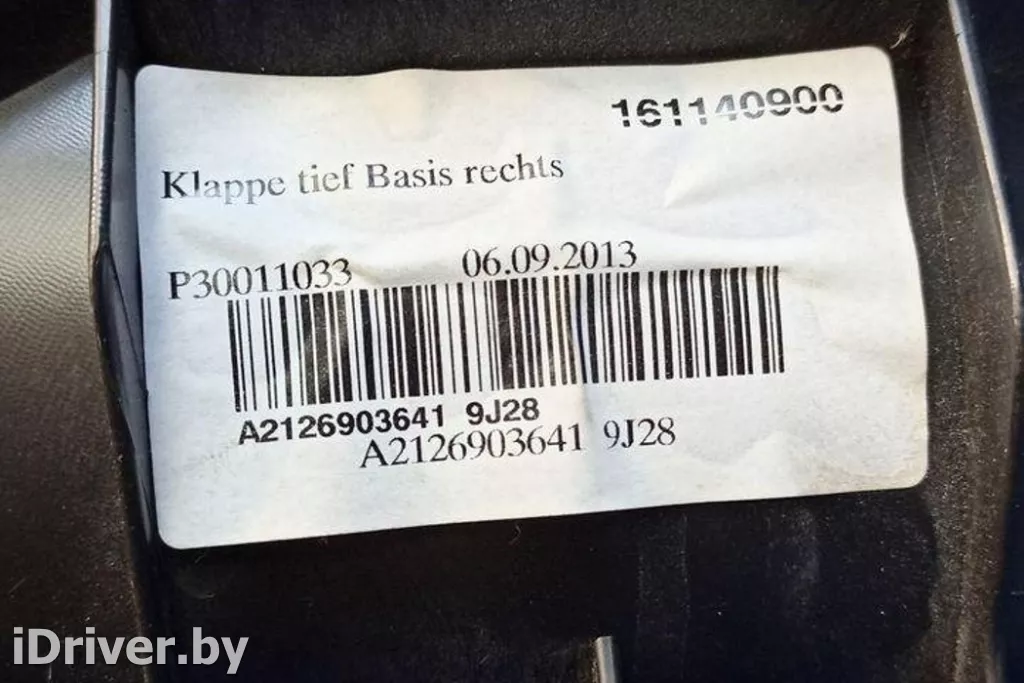 161140900
Klappe tief Basis rechts
P30011033 06.09.2013
A2126903641 9J28
A2126903641 9J28
iDriver.by